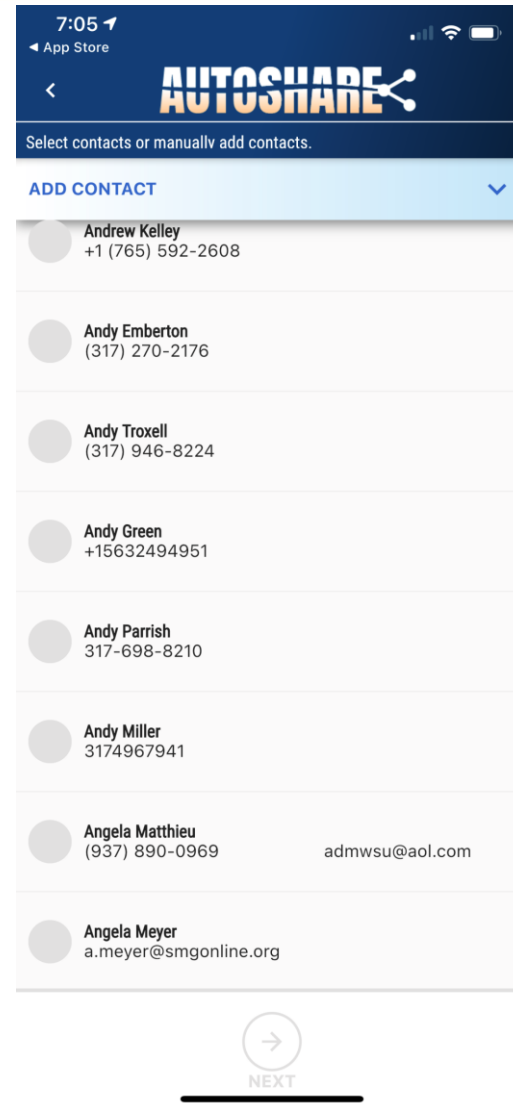 7:05
App Store
AUTOSHARE
Select contacts or manually add contacts.
ADD CONTACT
Andrew Kelley
+1 (765) 592-2608
Andy Emberton
(317) 270-2176
Andy Troxell
(317) 946-8224
Andy Green
+15632494951
Andy Parrish
317-698-8210
Andy Miller
3174967941
Angela Matthieu
(937) 890-0969 admwsu@aol.com
Angela Meyer
a.meyer@smgonline.org
NEXT